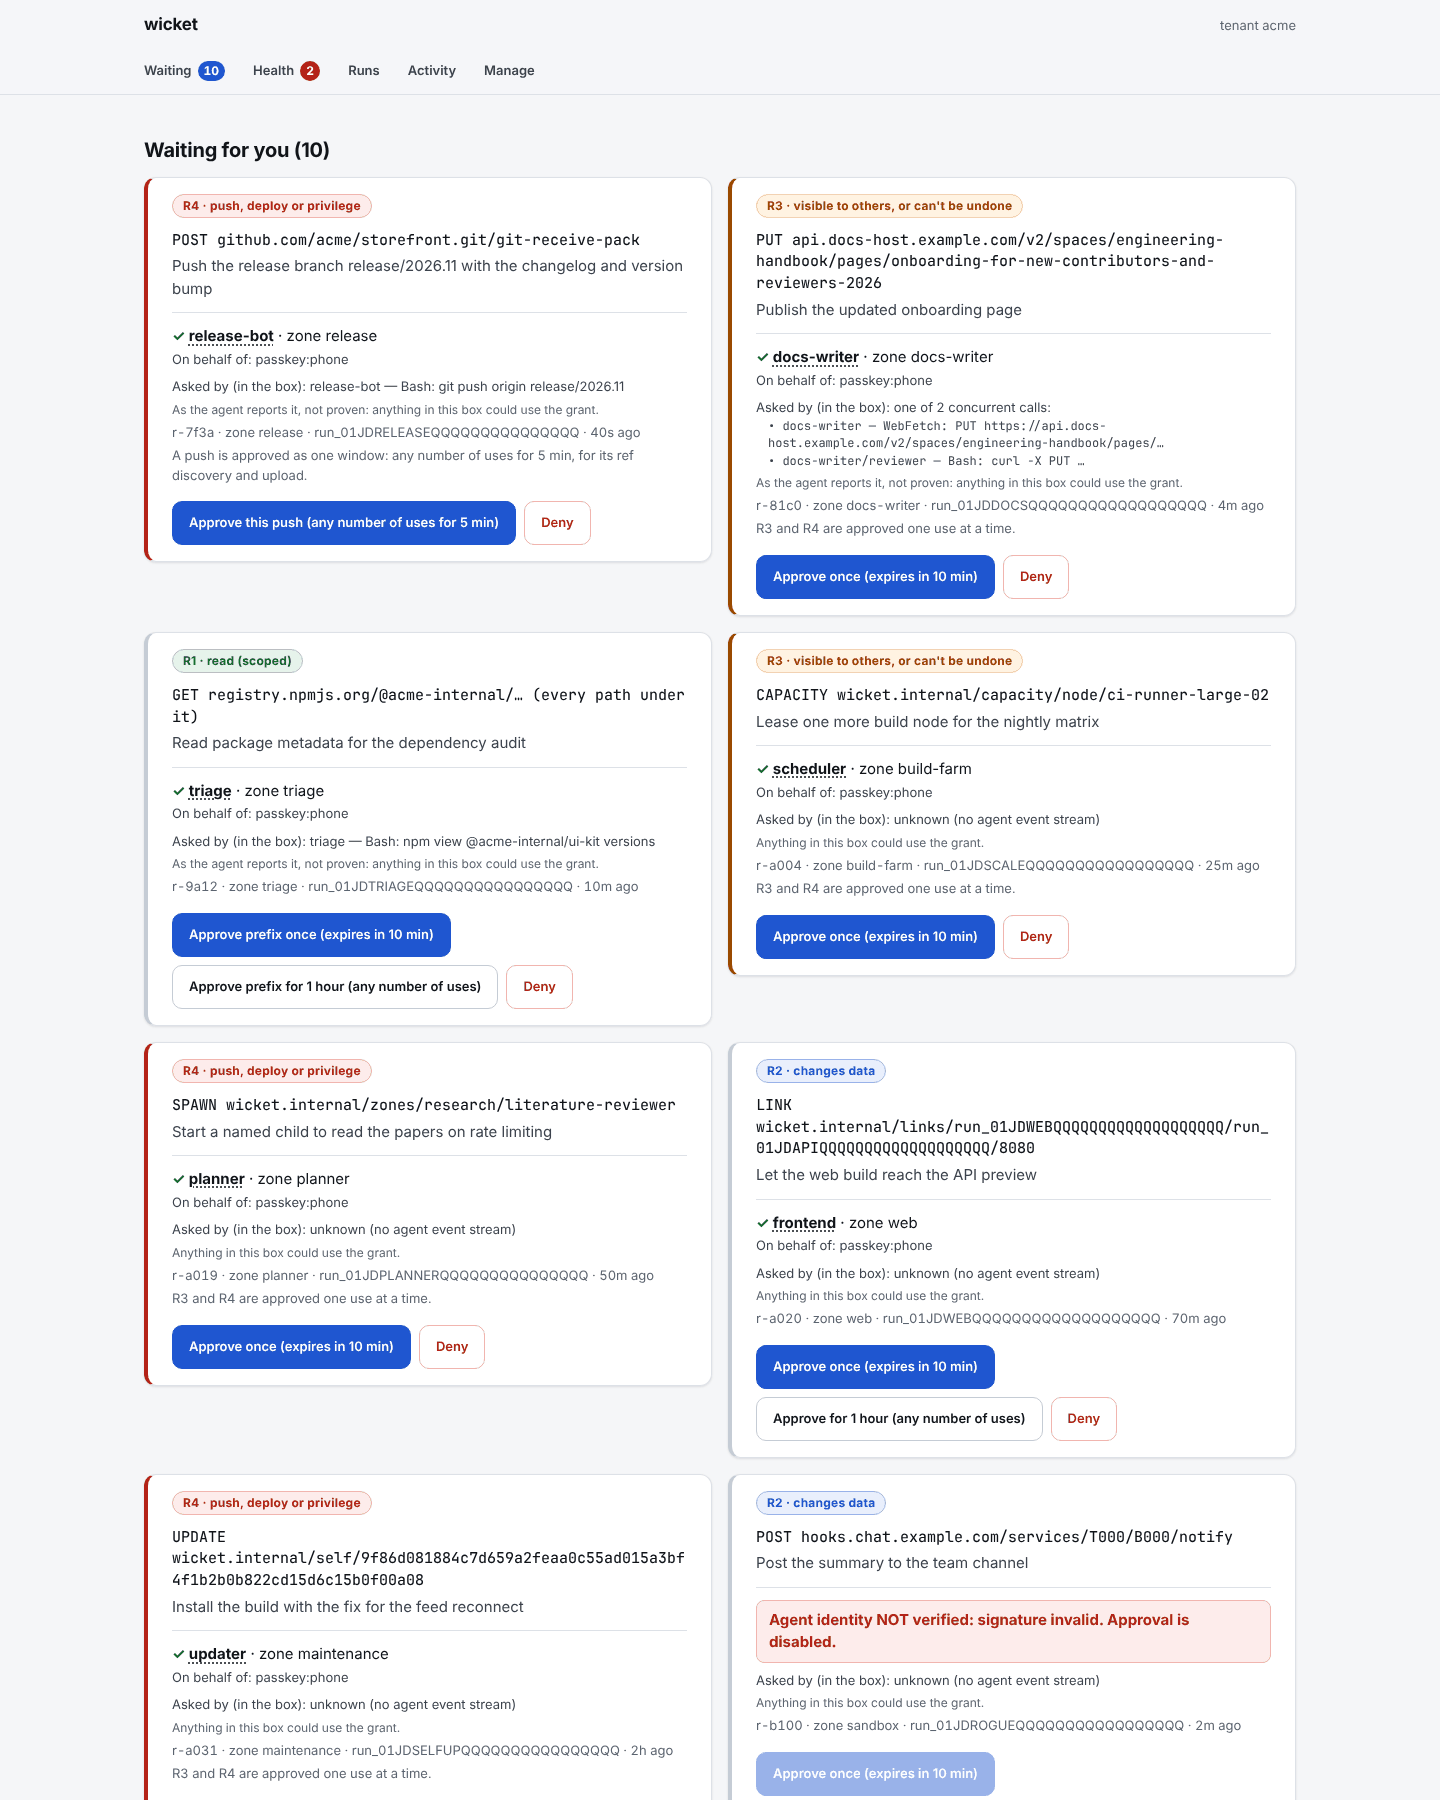 wicket
tenant acme
Waiting 10 Health 2 Runs Activity Manage
Waiting for you (10)
R4 · push, deploy or privilege
POST github.com/acme/storefront.git/git-receive-pack
Push the release branch release/2026.11 with the changelog and version
bump
✓ release-bot · zone release
On behalf of: passkey:phone
Asked by (in the box): release-bot — Bash: git push origin release/2026.11
As the agent reports it, not proven: anything in this box could use the grant.
r-7f3a · zone release · run_01JDRELEASEQQQQQQQQQQQQQQQ · 40s ago
A push is approved as one window: any number of uses for 5 min, for its ref
discovery and upload.
Approve this push (any number of uses for 5 min) Deny
R3 · visible to others, or can't be undone
PUT api.docs-host.example.com/v2/spaces/engineering-
handbook/pages/onboarding-for-new-contributors-and-
reviewers-2026
Publish the updated onboarding page
✓ docs-writer · zone docs-writer
On behalf of: passkey:phone
Asked by (in the box): one of 2 concurrent calls:
• docs-writer — WebFetch: PUT https://api.docs-
host.example.com/v2/spaces/engineering-handbook/pages/…
• docs-writer/reviewer — Bash: curl -X PUT …
As the agent reports it, not proven: anything in this box could use the grant.
r-81c0 · zone docs-writer · run_01JDDOCSQQQQQQQQQQQQQQQQQQ · 4m ago
R3 and R4 are approved one use at a time.
Approve once (expires in 10 min) Deny
R1 · read (scoped)
GET registry.npmjs.org/@acme-internal/… (every path under
it)
Read package metadata for the dependency audit
✓ triage · zone triage
On behalf of: passkey:phone
Asked by (in the box): triage — Bash: npm view @acme-internal/ui-kit versions
As the agent reports it, not proven: anything in this box could use the grant.
r-9a12 · zone triage · run_01JDTRIAGEQQQQQQQQQQQQQQQQ · 10m ago
Approve prefix once (expires in 10 min)
Approve prefix for 1 hour (any number of uses) Deny
R3 · visible to others, or can't be undone
CAPACITY wicket.internal/capacity/node/ci-runner-large-02
Lease one more build node for the nightly matrix
✓ scheduler · zone build-farm
On behalf of: passkey:phone
Asked by (in the box): unknown (no agent event stream)
Anything in this box could use the grant.
r-a004 · zone build-farm · run_01JDSCALEQQQQQQQQQQQQQQQQQ · 25m ago
R3 and R4 are approved one use at a time.
Approve once (expires in 10 min) Deny
R4 · push, deploy or privilege
SPAWN wicket.internal/zones/research/literature-reviewer
Start a named child to read the papers on rate limiting
✓ planner · zone planner
On behalf of: passkey:phone
Asked by (in the box): unknown (no agent event stream)
Anything in this box could use the grant.
r-a019 · zone planner · run_01JDPLANNERQQQQQQQQQQQQQQQ · 50m ago
R3 and R4 are approved one use at a time.
Approve once (expires in 10 min) Deny
R2 · changes data
LINK
wicket.internal/links/run_01JDWEBQQQQQQQQQQQQQQQQQQQ/run_
01JDAPIQQQQQQQQQQQQQQQQQQQ/8080
Let the web build reach the API preview
✓ frontend · zone web
On behalf of: passkey:phone
Asked by (in the box): unknown (no agent event stream)
Anything in this box could use the grant.
r-a020 · zone web · run_01JDWEBQQQQQQQQQQQQQQQQQQQ · 70m ago
Approve once (expires in 10 min)
Approve for 1 hour (any number of uses) Deny
R4 · push, deploy or privilege
UPDATE
wicket.internal/self/9f86d081884c7d659a2feaa0c55ad015a3bf
4f1b2b0b822cd15d6c15b0f00a08
Install the build with the fix for the feed reconnect
✓ updater · zone maintenance
On behalf of: passkey:phone
Asked by (in the box): unknown (no agent event stream)
Anything in this box could use the grant.
r-a031 · zone maintenance · run_01JDSELFUPQQQQQQQQQQQQQQQQ · 2h ago
R3 and R4 are approved one use at a time.
R2 · changes data
POST hooks.chat.example.com/services/T000/B000/notify
Post the summary to the team channel
Agent identity NOT verified: signature invalid. Approval is
disabled.
Asked by (in the box): unknown (no agent event stream)
Anything in this box could use the grant.
r-b100 · zone sandbox · run_01JDROGUEQQQQQQQQQQQQQQQQQ · 2m ago
Approve once (expires in 10 min)